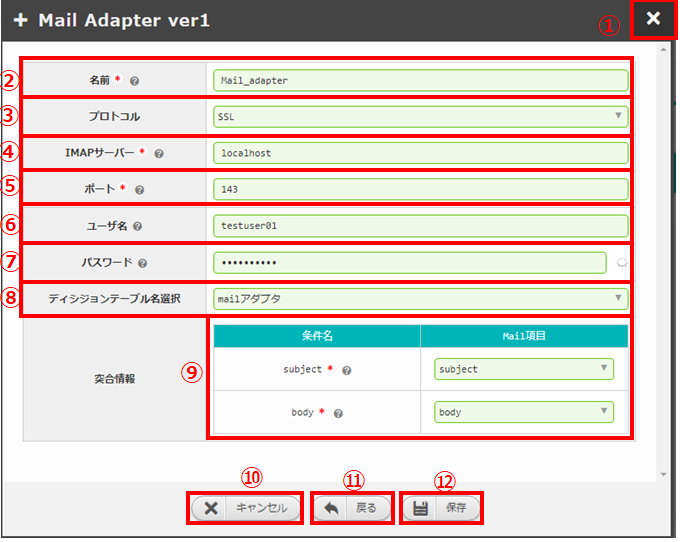 Mail Adapter ver1
①
② 名前 * Mail_adapter
③ プロトコル SSL
④ IMAPサーバー * localhost
⑤ ポート * 143
⑥ ユーザ名 testuser01
⑦ パスワード ••••••••••
⑧ ディシジョンテーブル名選択 mailアダプタ
条件名 Mail項目
⑨ subject * subject
突合情報
body * body
⑩ ⑪ ⑫
キャンセル 戻る 保存